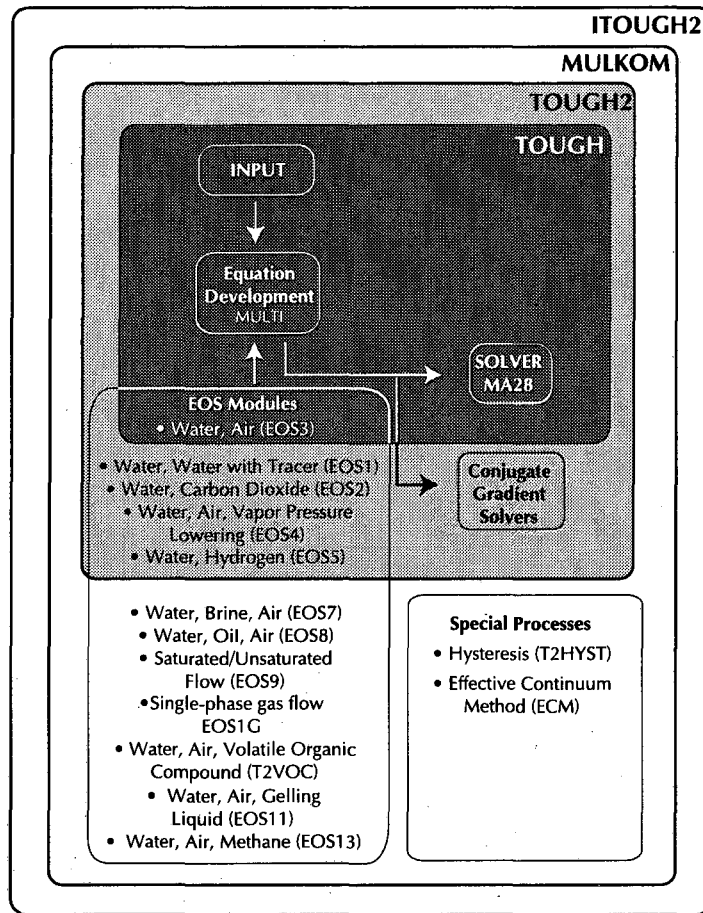 ITOUGH2
MULKOM
TOUGH2
TOUGH
INPUT
Equation
Development
MULTI
SOLVER
MA28
EOS Modules
• Water, Air (EOS3)
• Water, Water with Tracer (EOS1)
• Water, Carbon Dioxide (EOS2)
• Water, Air, Vapor Pressure
Lowering (EOS4)
• Water, Hydrogen (EOS5)
Conjugate
Gradient
Solvers
• Water, Brine, Air (EOS7)
• Water, Oil, Air (EOS8)
• Saturated/Unsaturated
Flow (EOS9)
•Single-phase gas flow
EOS1G
• Water, Air, Volatile Organic
Compound (T2VOC)
• Water, Air, Gelling
Liquid (EOS11)
• Water, Air, Methane (EOS13)
Special Processes
• Hysteresis (T2HYST)
• Effective Continuum
Method (ECM)